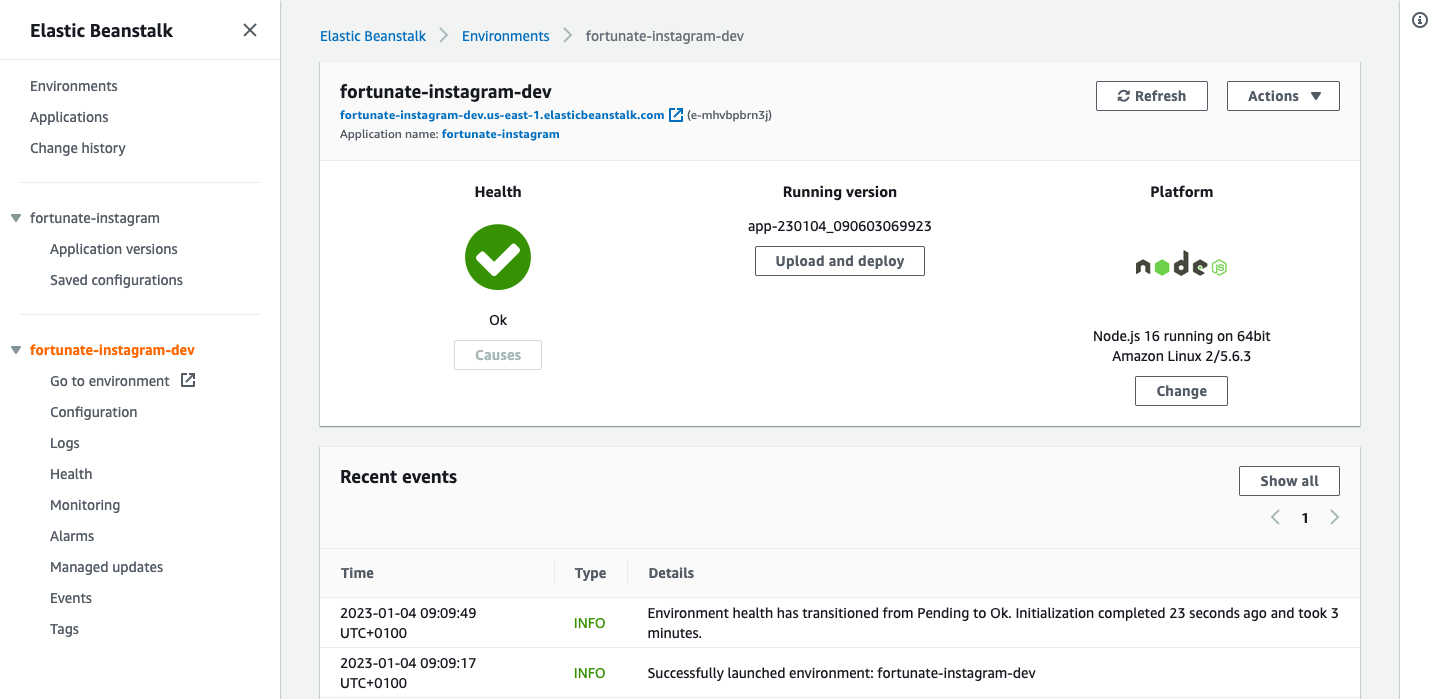 Elastic Beanstalk
Environments
Applications
Change history
fortunate-instagram
Application versions
Saved configurations
fortunate-instagram-dev
Go to environment
Configuration
Logs
Health
Monitoring
Alarms
Managed updates
Events
Tags
Elastic Beanstalk > Environments > fortunate-instagram-dev
fortunate-instagram-dev
fortunate-instagram-dev.us-east-1.elasticbeanstalk.com (e-mhvbpbrn3j)
Application name: fortunate-instagram
Refresh
Actions
Health
Ok
Causes
Running version
app-230104_090603069923
Upload and deploy
Platform
node JS
Node.js 16 running on 64bit
Amazon Linux 2/5.6.3
Change
Recent events
Show all
1
Time Type Details
2023-01-04 09:09:49
UTC+0100
INFO
Environment health has transitioned from Pending to Ok. Initialization completed 23 seconds ago and took 3
minutes.
2023-01-04 09:09:17
UTC+0100
INFO
Successfully launched environment: fortunate-instagram-dev